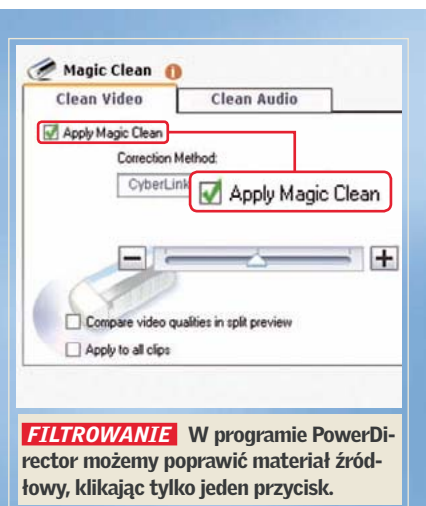 Magic Clean
Clean Video Clean Audio
Apply Magic Clean
Correction Method:
CyberLink
Apply Magic Clean
Compare video qualities in split preview
Apply to all clips
FILTROWANIE W programie PowerDi-
rector możemy poprawić materiał źród-
łowy, klikając tylko jeden przycisk.